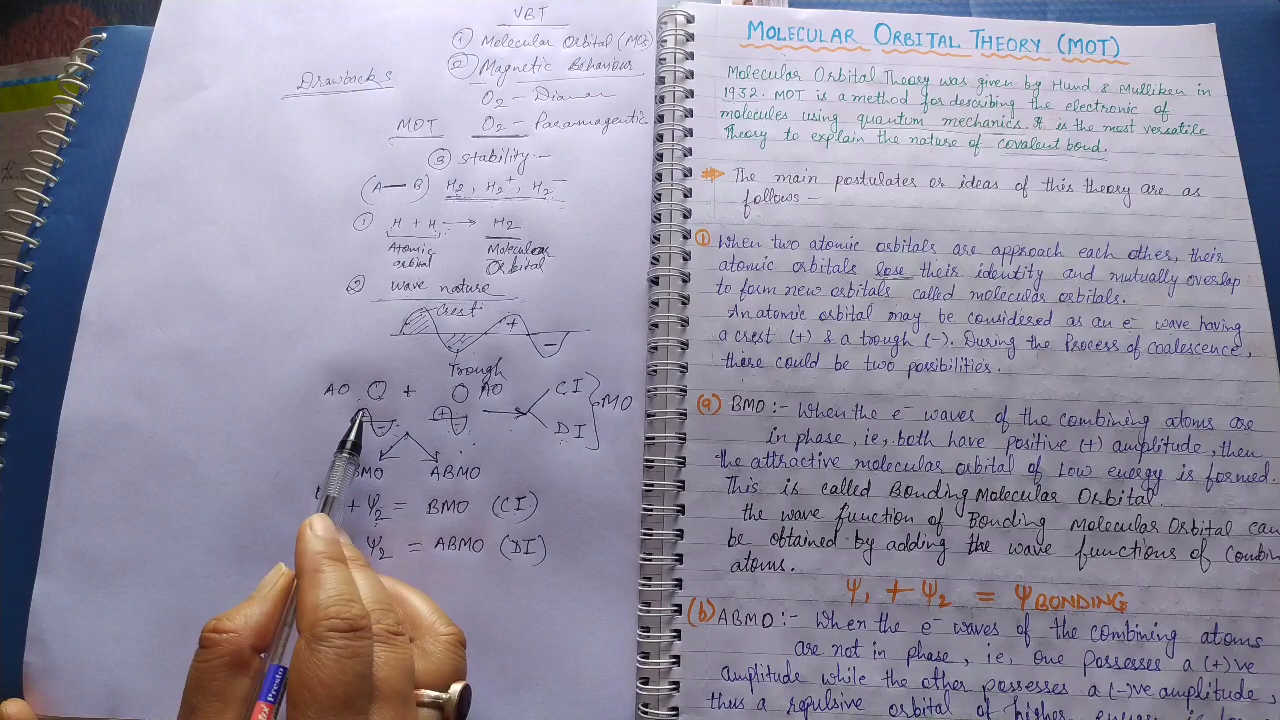 VBT
① Molecular Orbital (MOs)
② Magnetic Behaviour
Drawbacks
O2 - Diamag
MOT O2 - Paramagnetic
③ stability:-
(A — B) H2, H2+, H2-
① H + H → H2
Atomic orbital
Molecular Orbital
② wave nature
Crest
+
-
Trough
AO + AO
CI
DI
MO
+
ABMO
+ ψ2 = BMO (CI)
ψ2 = ABMO (DI)
Presto
MOLECULAR ORBITAL THEORY (MOT)
Molecular Orbital Theory was given by Hund & Mulliken in
1932. MOT is a method for describing the electronic of
molecules using quantum mechanics. It is the most versatile
Theory to explain the nature of covalent bond.
The main postulates or ideas of this theory are as
follows -
① When two atomic orbitals are approach each other, their
atomic orbitals lose their identity and mutually overlap
to form new orbitals called molecular orbitals.
An atomic orbital may be considered as an e- wave having
a crest (+) & a trough (-). During the Process of coalescence,
there could be two possibilities.
(a) BMO :- When the e- waves of the combining atoms are
in phase, ie, both have positive (+) amplitude, then
the attractive molecular orbital of Low energy is formed.
This is called Bonding Molecular Orbital.
the wave function of Bonding Molecular Orbital can
be obtained by adding the wave functions of Combin
atoms.
ψ1 + ψ2 = ψBONDING
(b) ABMO :- When the e- waves of the combining atoms
are not in phase, i.e. one possesses a (+)ve
amplitude while the other possesses a (-)ve amplitude,
thus a repulsive orbital of higher energy is